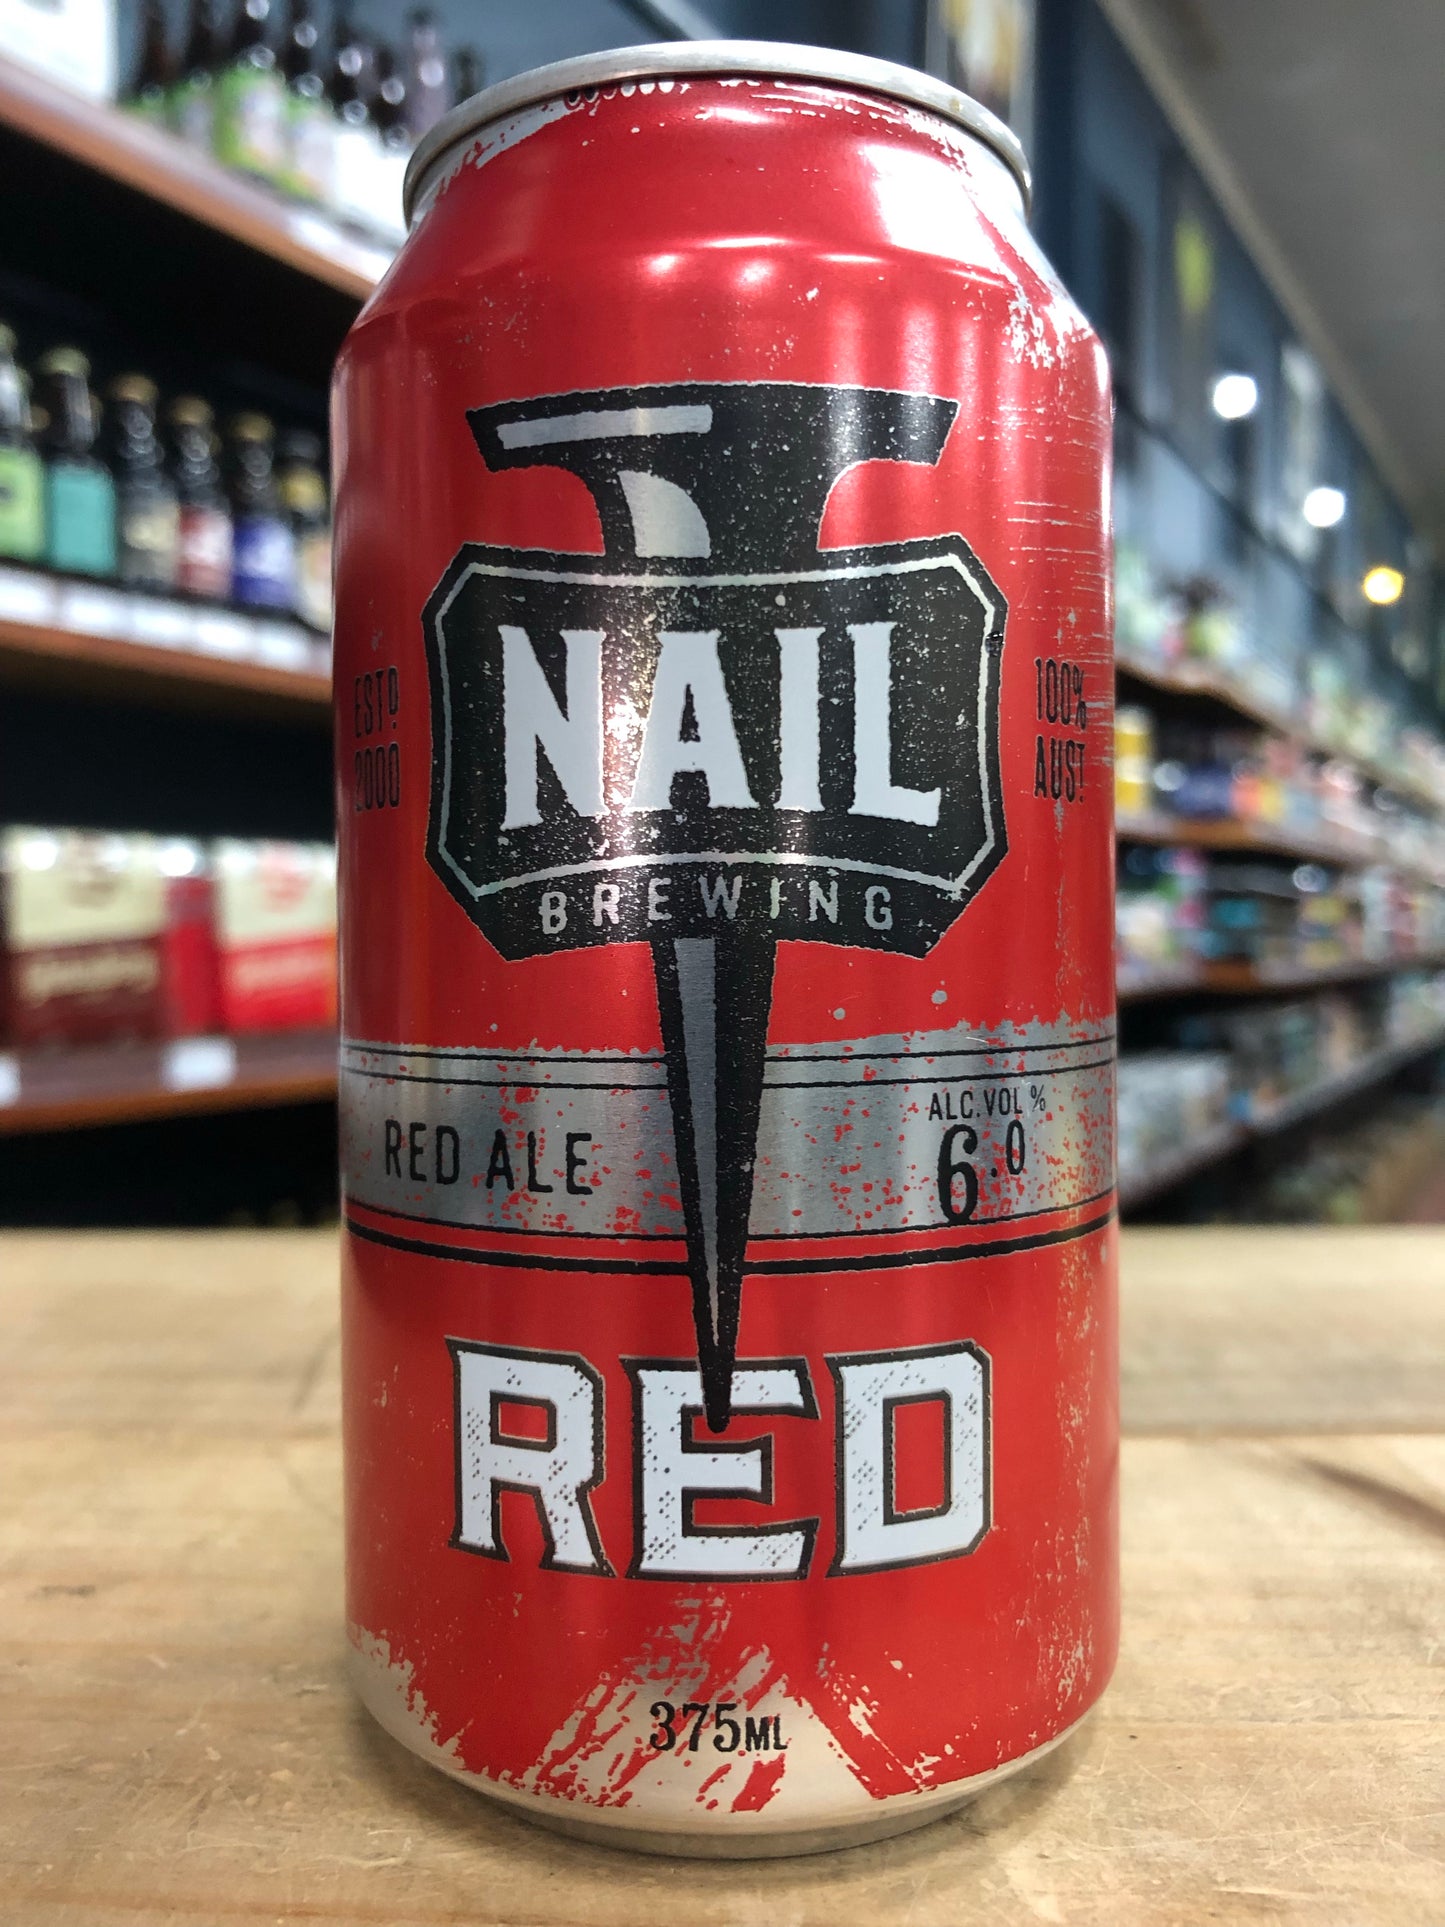 NAIL
BREWING
ESTD
2000
100%
AUST
RED ALE
ALC. VOL %
6.0
RED
375ML